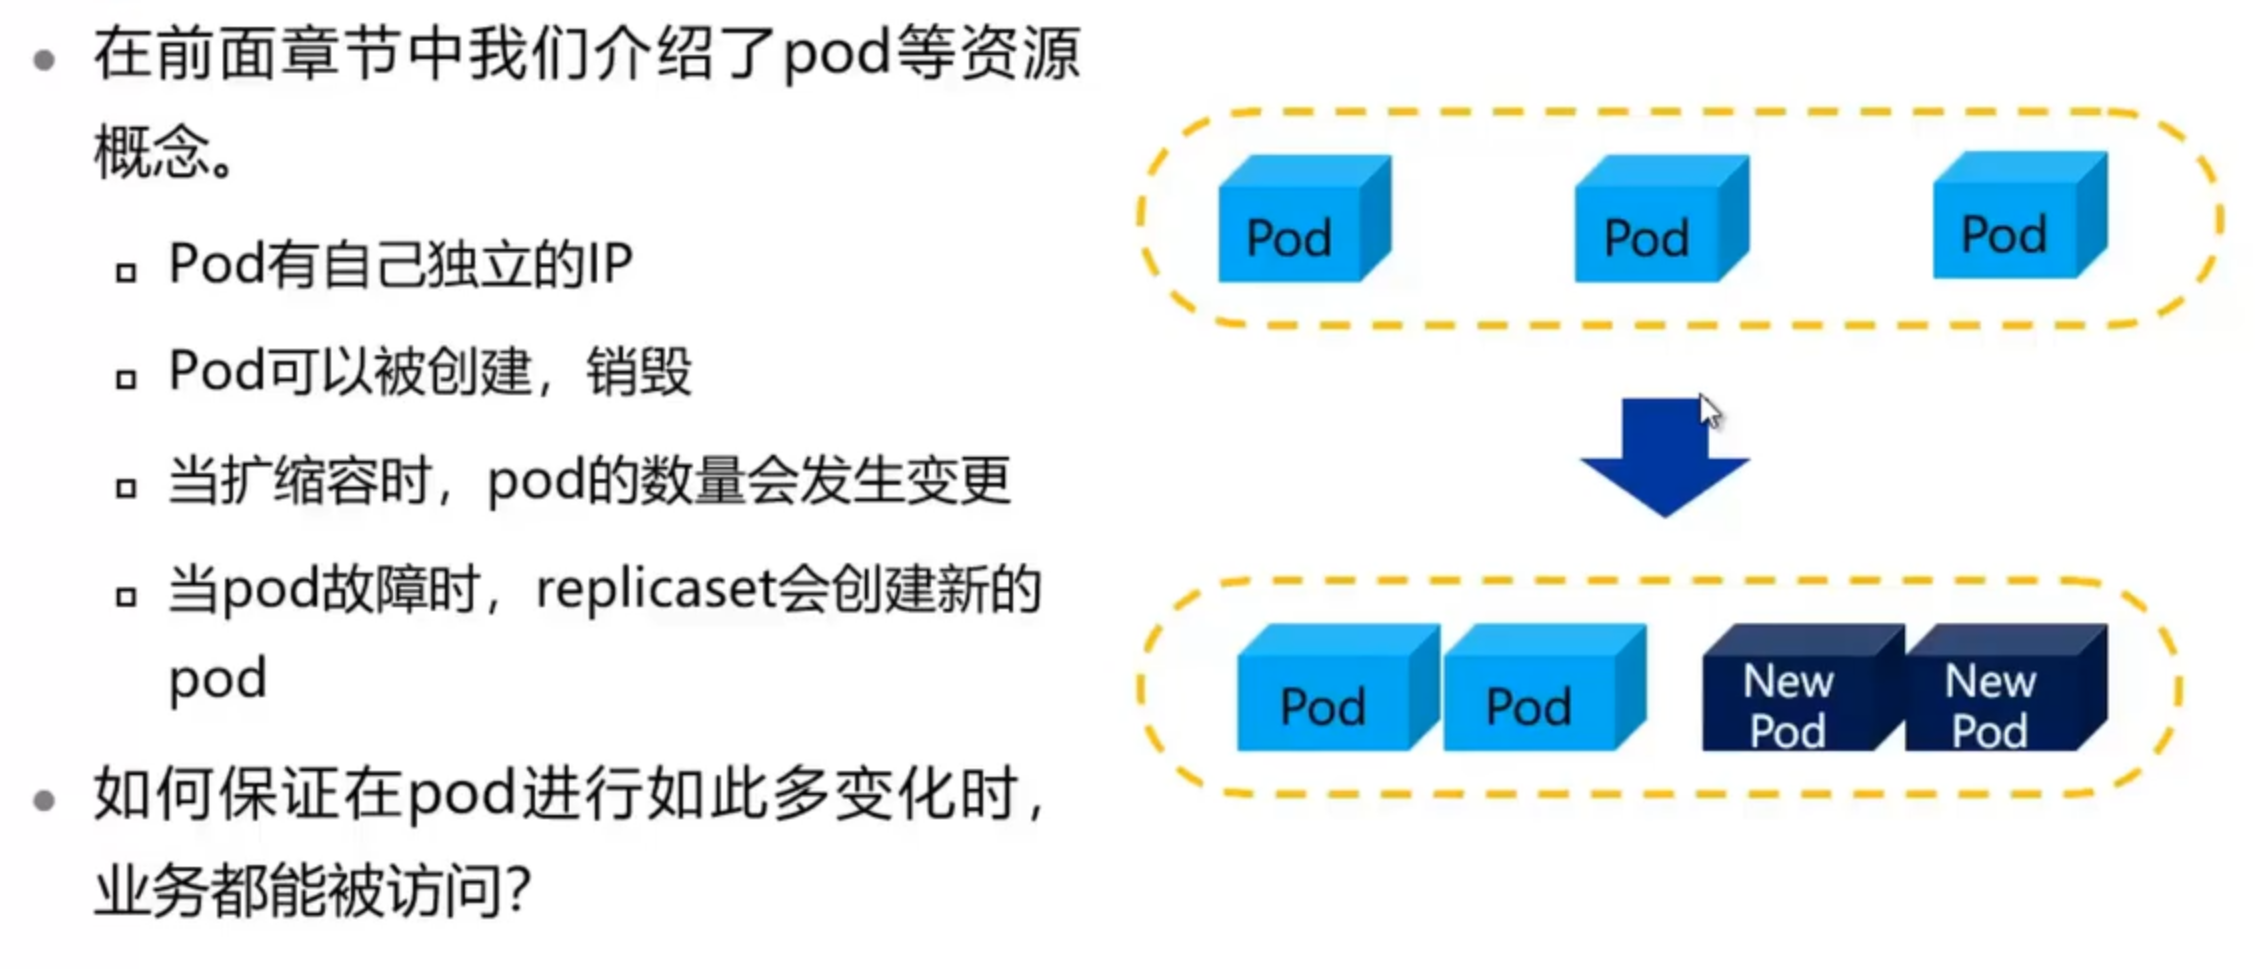 在前面章节中我们介绍了pod等资源
概念。
Pod有自己独立的IP
Pod可以被创建，销毁
当扩缩容时，pod的数量会发生变更
当pod故障时，replicaset会创建新的
pod
如何保证在pod进行如此多变化时，
业务都能被访问？
Pod
Pod
Pod
Pod
Pod
New
Pod
New
Pod